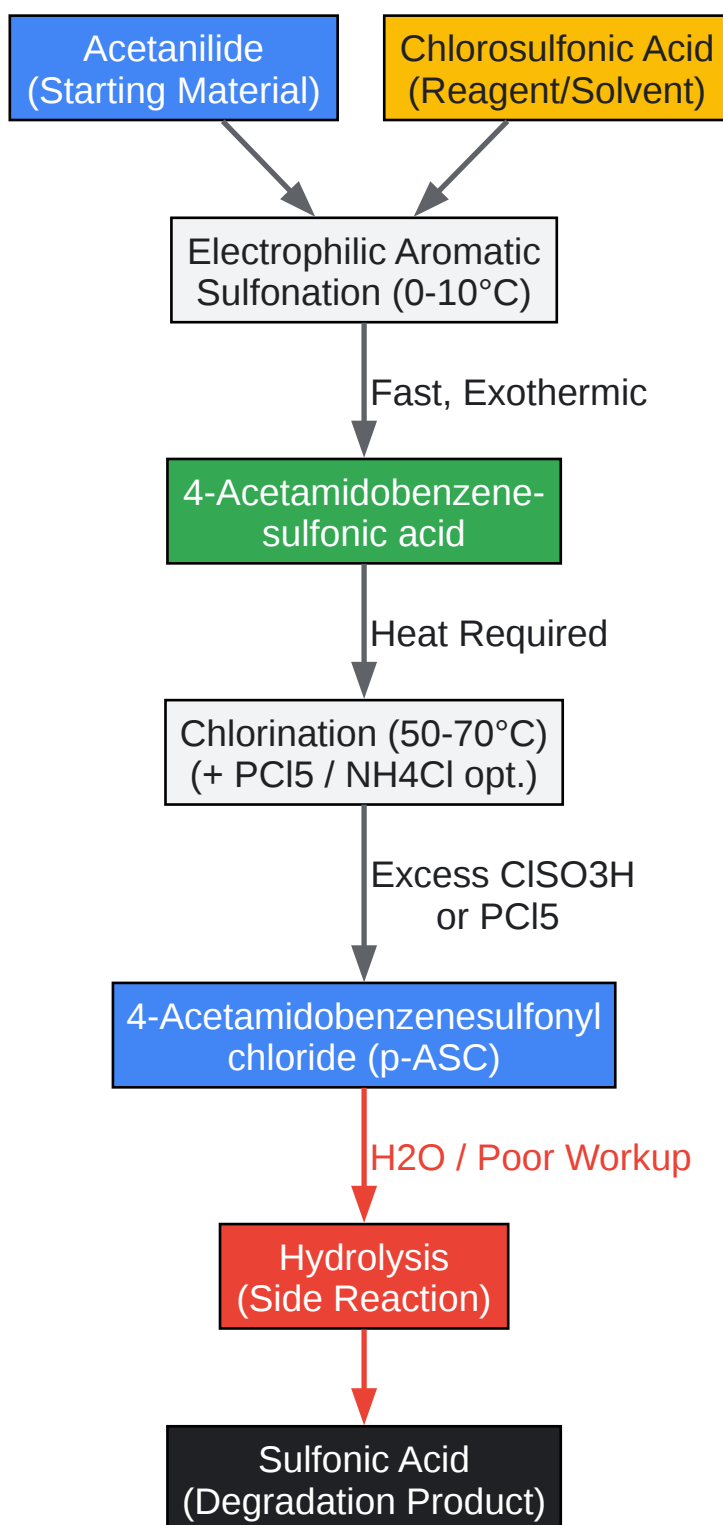 Acetanilide
(Starting Material)
Chlorosulfonic Acid
(Reagent/Solvent)
Electrophilic Aromatic
Sulfonation (0-10°C)
Fast, Exothermic
4-Acetamidobenzene-
sulfonic acid
Heat Required
Chlorination (50-70°C)
(+ PCl5 / NH4Cl opt.)
Excess ClSO3H
or PCl5
4-Acetamidobenzenesulfonyl
chloride (p-ASC)
H2O / Poor Workup
Hydrolysis
(Side Reaction)
Sulfonic Acid
(Degradation Product)